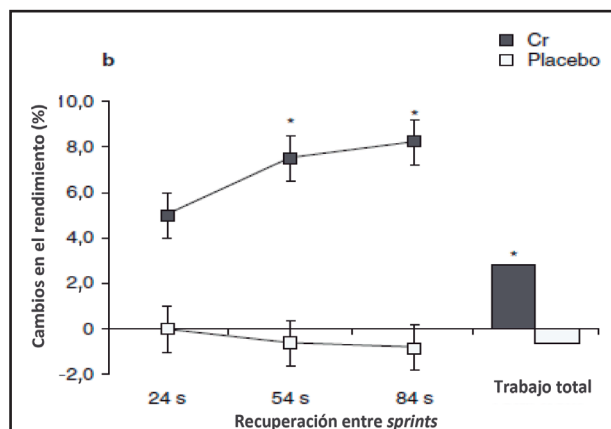 Cr
Placebo
b
Cambios en el rendimiento (%)
10,0
8,0
6,0
4,0
2,0
0
-2,0
*
*
*
24 s
54 s
84 s
Trabajo total
Recuperación entre sprints